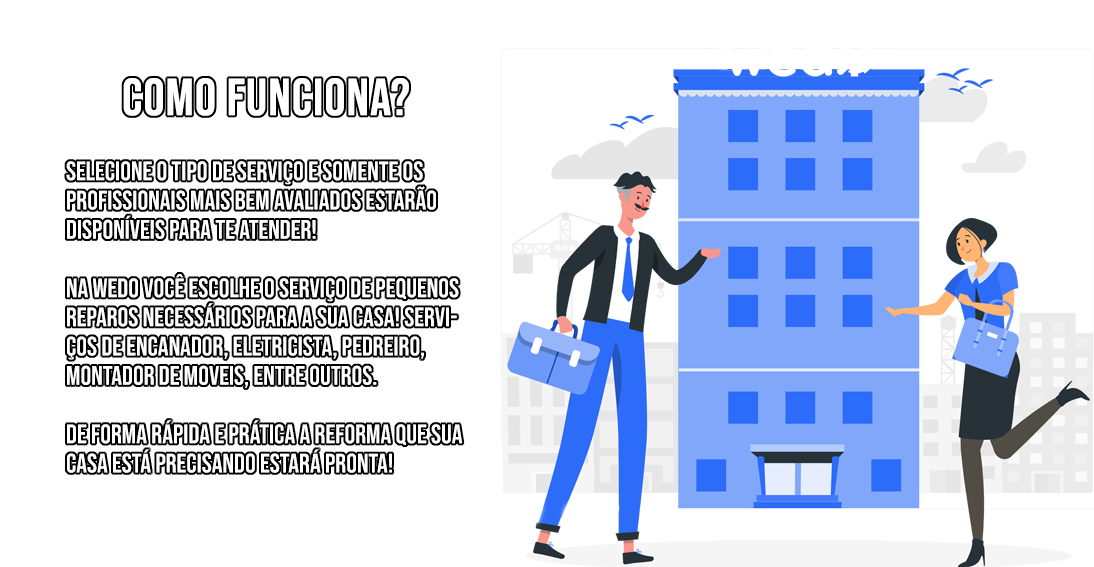 COMO FUNCIONA?
SELECIONE O TIPO DE SERVIÇO E SOMENTE OS
PROFISSIONAIS MAIS BEM AVALIADOS ESTARÃO
DISPONÍVEIS PARA TE ATENDER!
NA WEDO VOCÊ ESCOLHE O SERVIÇO DE PEQUENOS
REPAROS NECESSÁRIOS PARA A SUA CASA! SERVI-
ÇOS DE ENCANADOR, ELETRICISTA, PEDREIRO,
MONTADOR DE MOVEIS, ENTRE OUTROS.
DE FORMA RÁPIDA E PRÁTICA A REFORMA QUE SUA
CASA ESTÁ PRECISANDO ESTARÁ PRONTA!